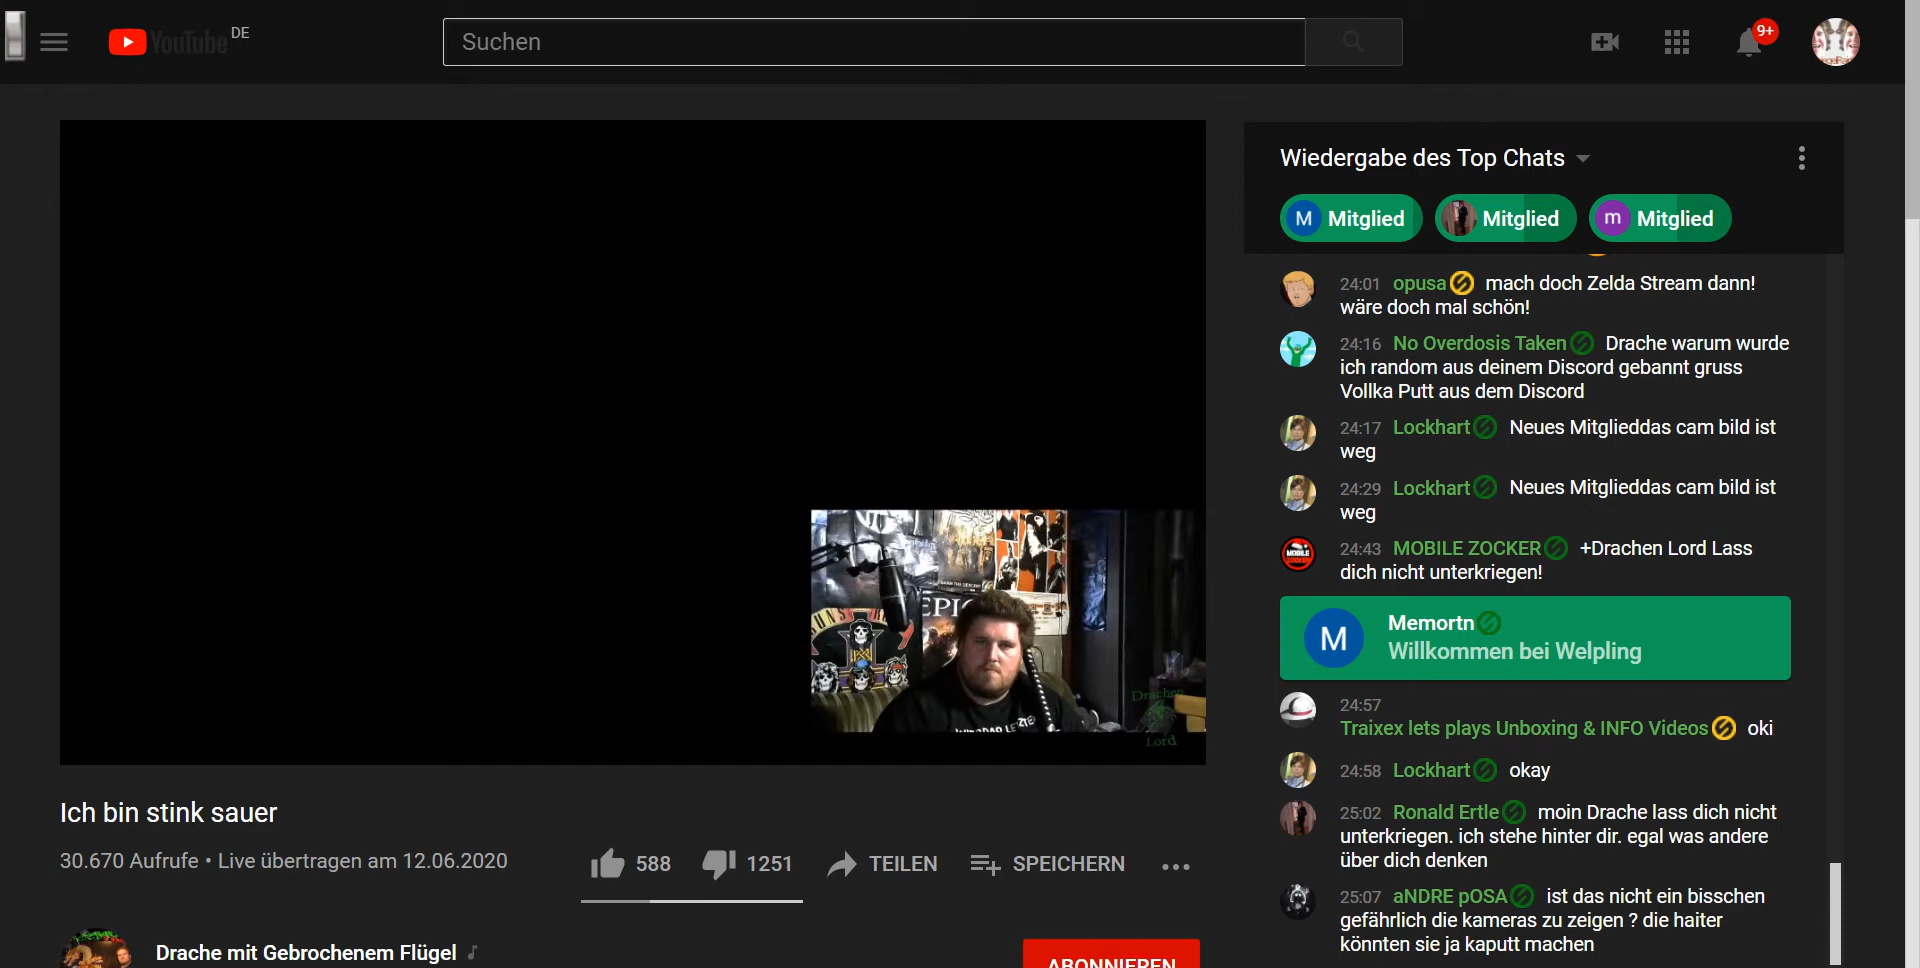 YouTube DE
Suchen
9+
Wiedergabe des Top Chats
M Mitglied
Mitglied
m Mitglied
24:01 opusa mach doch Zelda Stream dann!
wäre doch mal schön!
24:16 No Overdosis Taken Drache warum wurde
ich random aus deinem Discord gebannt gruss
Vollka Putt aus dem Discord
24:17 Lockhart Neues Mitglieddas cam bild ist
weg
24:29 Lockhart Neues Mitglieddas cam bild ist
weg
MOBILE
ZOCKER
24:43 MOBILE ZOCKER +Drachen Lord Lass
dich nicht unterkriegen!
M
Memortn
Willkommen bei Welpling
24:57
Traixex lets plays Unboxing & INFO Videos oki
24:58 Lockhart okay
25:02 Ronald Ertle moin Drache lass dich nicht
unterkriegen. ich stehe hinter dir. egal was andere
über dich denken
25:07 aNDRE pOSA ist das nicht ein bisschen
gefährlich die kameras zu zeigen ? die haiter
könnten sie ja kaputt machen
EPIC
GUNS
Drachen
Lord
Ich bin stink sauer
30.670 Aufrufe • Live übertragen am 12.06.2020
588
1251
TEILEN
SPEICHERN
Drache mit Gebrochenem Flügel
ABONNIEREN